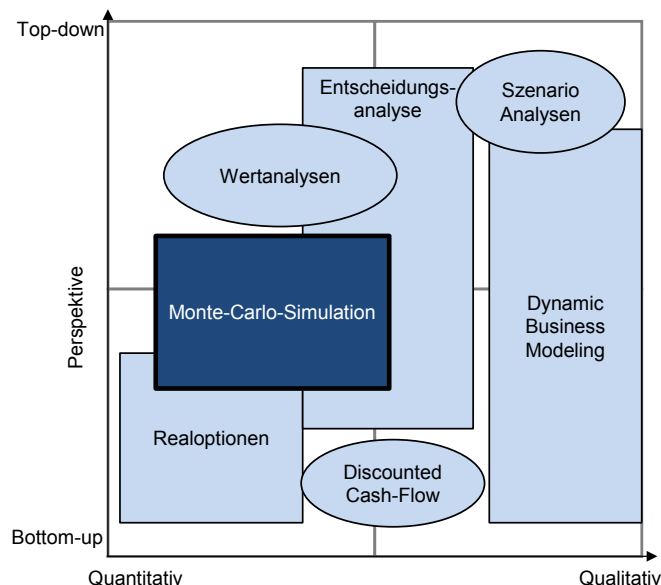 Top-down
Entscheidungs-
analyse
Szenario
Analysen
Wertanalysen
Perspektive
Monte-Carlo-Simulation
Dynamic
Business
Modeling
Realoptionen
Discounted
Cash-Flow
Bottom-up
Quantitativ
Qualitativ